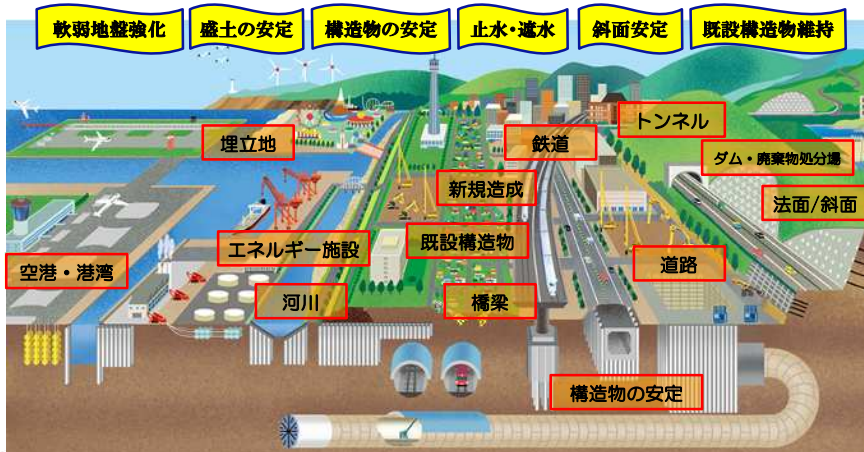 軟弱地盤強化
盛土の安定
構造物の安定
止水・遮水
斜面安定
既設構造物維持
トンネル
埋立地
鉄道
ダム・廃棄物処分場
新規造成
法面/斜面
エネルギー施設
既設構造物
空港・港湾
道路
河川
橋梁
構造物の安定